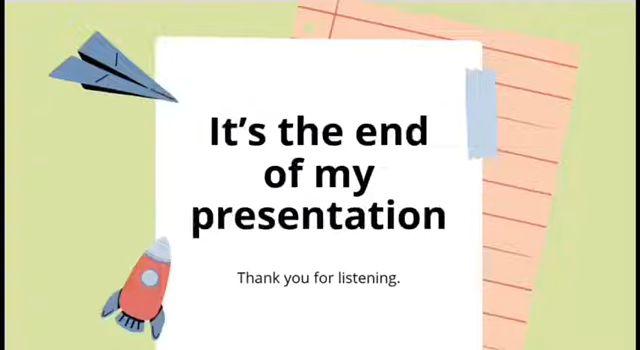 It’s the end
of my
presentation
Thank you for listening.